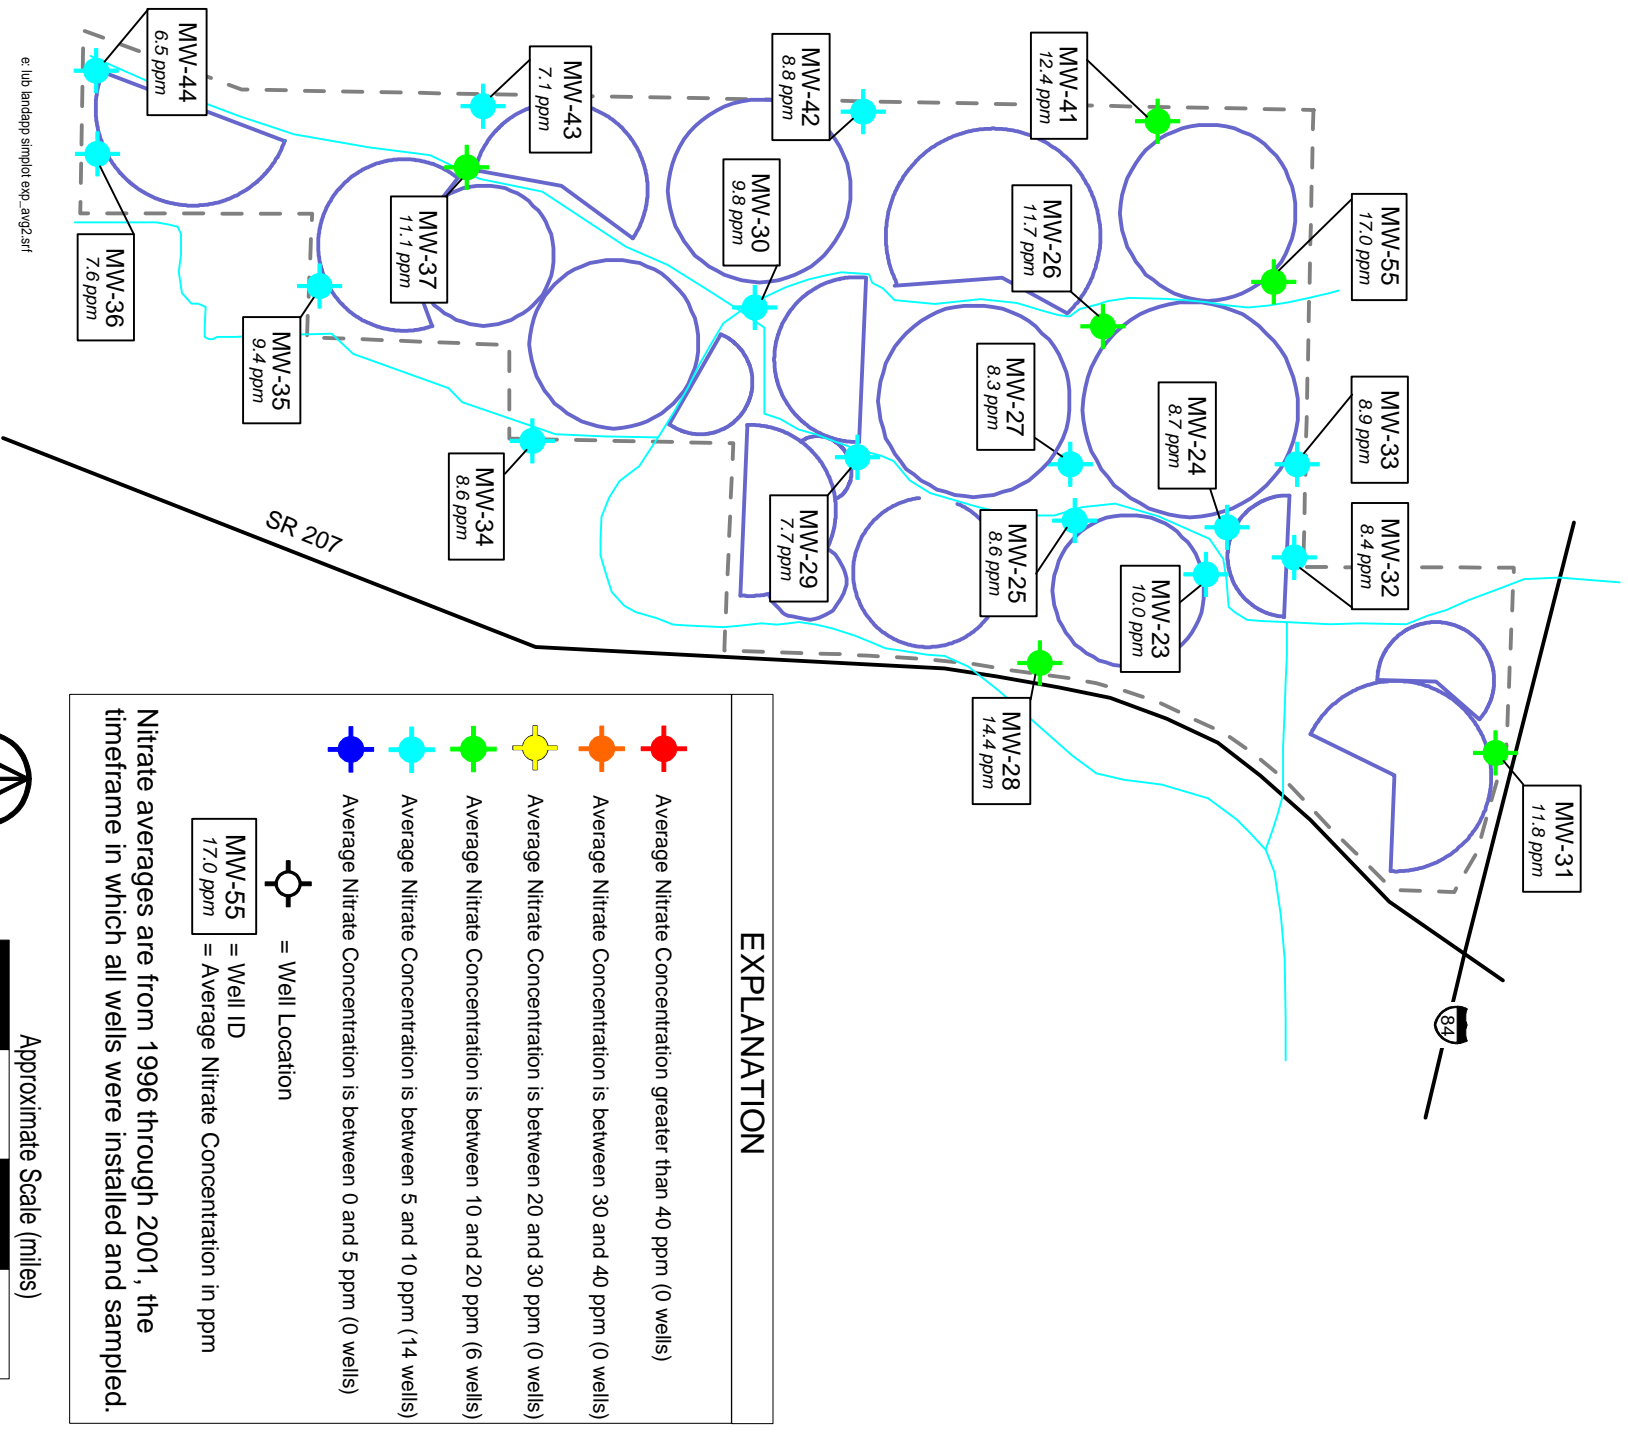 MW-31
11.8 ppm
MW-55
17.0 ppm
MW-33
8.9 ppm
MW-32
8.4 ppm
MW-24
8.7 ppm
MW-23
10.0 ppm
MW-41
12.4 ppm
MW-26
11.7 ppm
MW-27
8.3 ppm
MW-25
8.6 ppm
MW-28
14.4 ppm
MW-42
8.8 ppm
MW-30
9.8 ppm
MW-29
7.7 ppm
MW-43
7.1 ppm
MW-37
11.1 ppm
MW-34
8.6 ppm
MW-44
6.5 ppm
MW-35
9.4 ppm
MW-36
7.6 ppm
SR 207
84
EXPLANATION
Average Nitrate Concentration greater than 40 ppm (0 wells)
Average Nitrate Concentration is between 30 and 40 ppm (0 wells)
Average Nitrate Concentration is between 20 and 30 ppm (0 wells)
Average Nitrate Concentration is between 10 and 20 ppm (6 wells)
Average Nitrate Concentration is between 5 and 10 ppm (14 wells)
Average Nitrate Concentration is between 0 and 5 ppm (0 wells)
= Well Location
MW-55 = Well ID
17.0 ppm = Average Nitrate Concentration in ppm
Nitrate averages are from 1996 through 2001, the
timeframe in which all wells were installed and sampled.
Approximate Scale (miles)
e: lub landapp simplot exp_avg2.srf